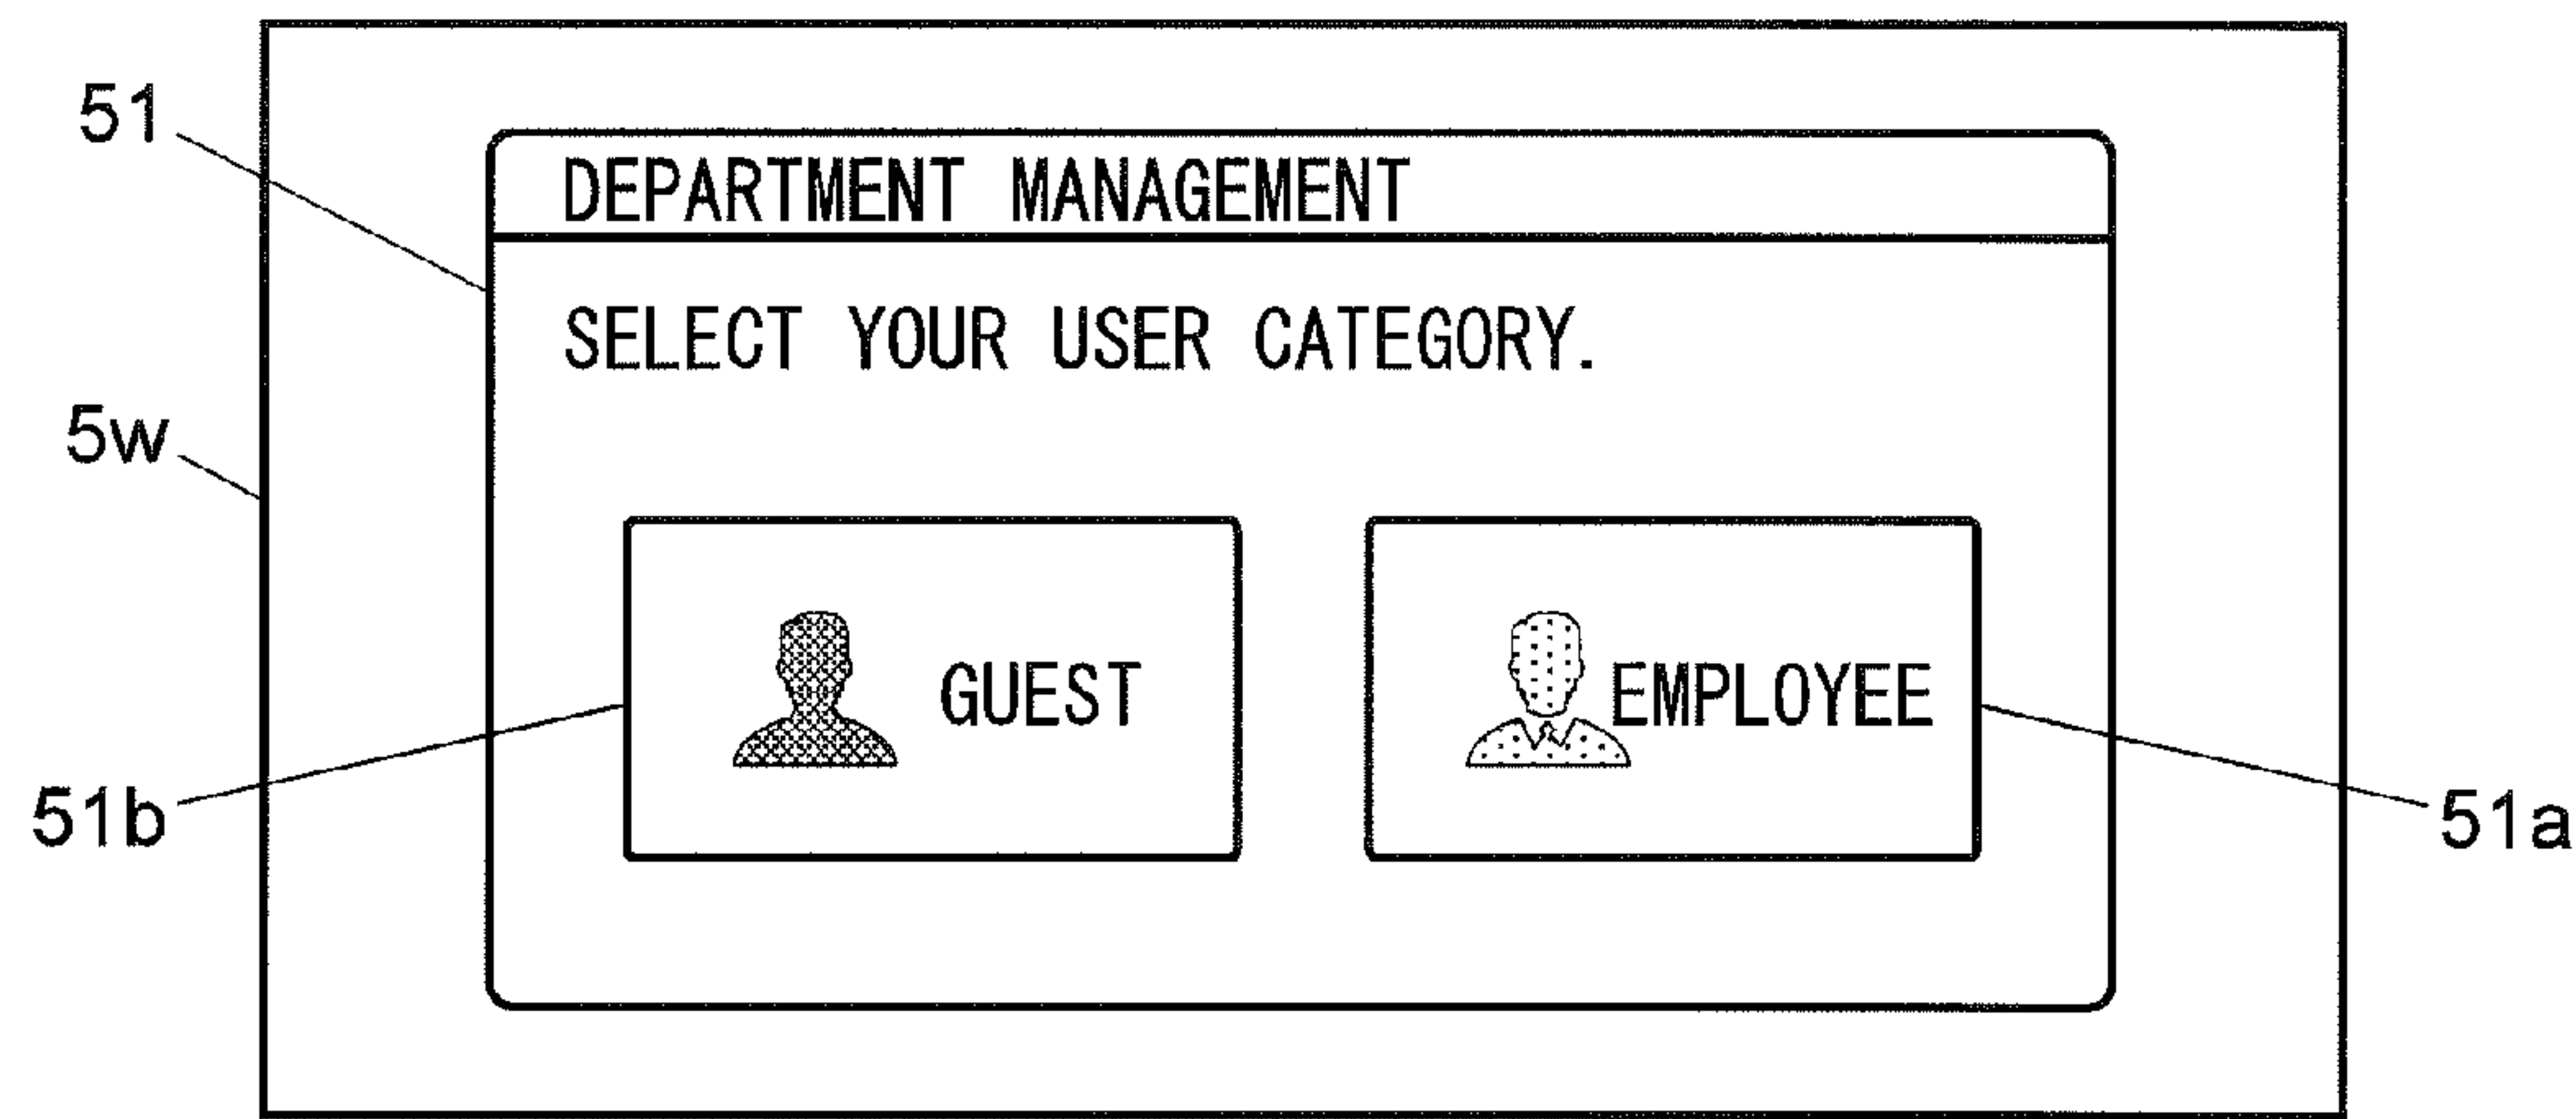 51
DEPARTMENT MANAGEMENT
SELECT YOUR USER CATEGORY.
5w
GUEST
EMPLOYEE
51b
51a